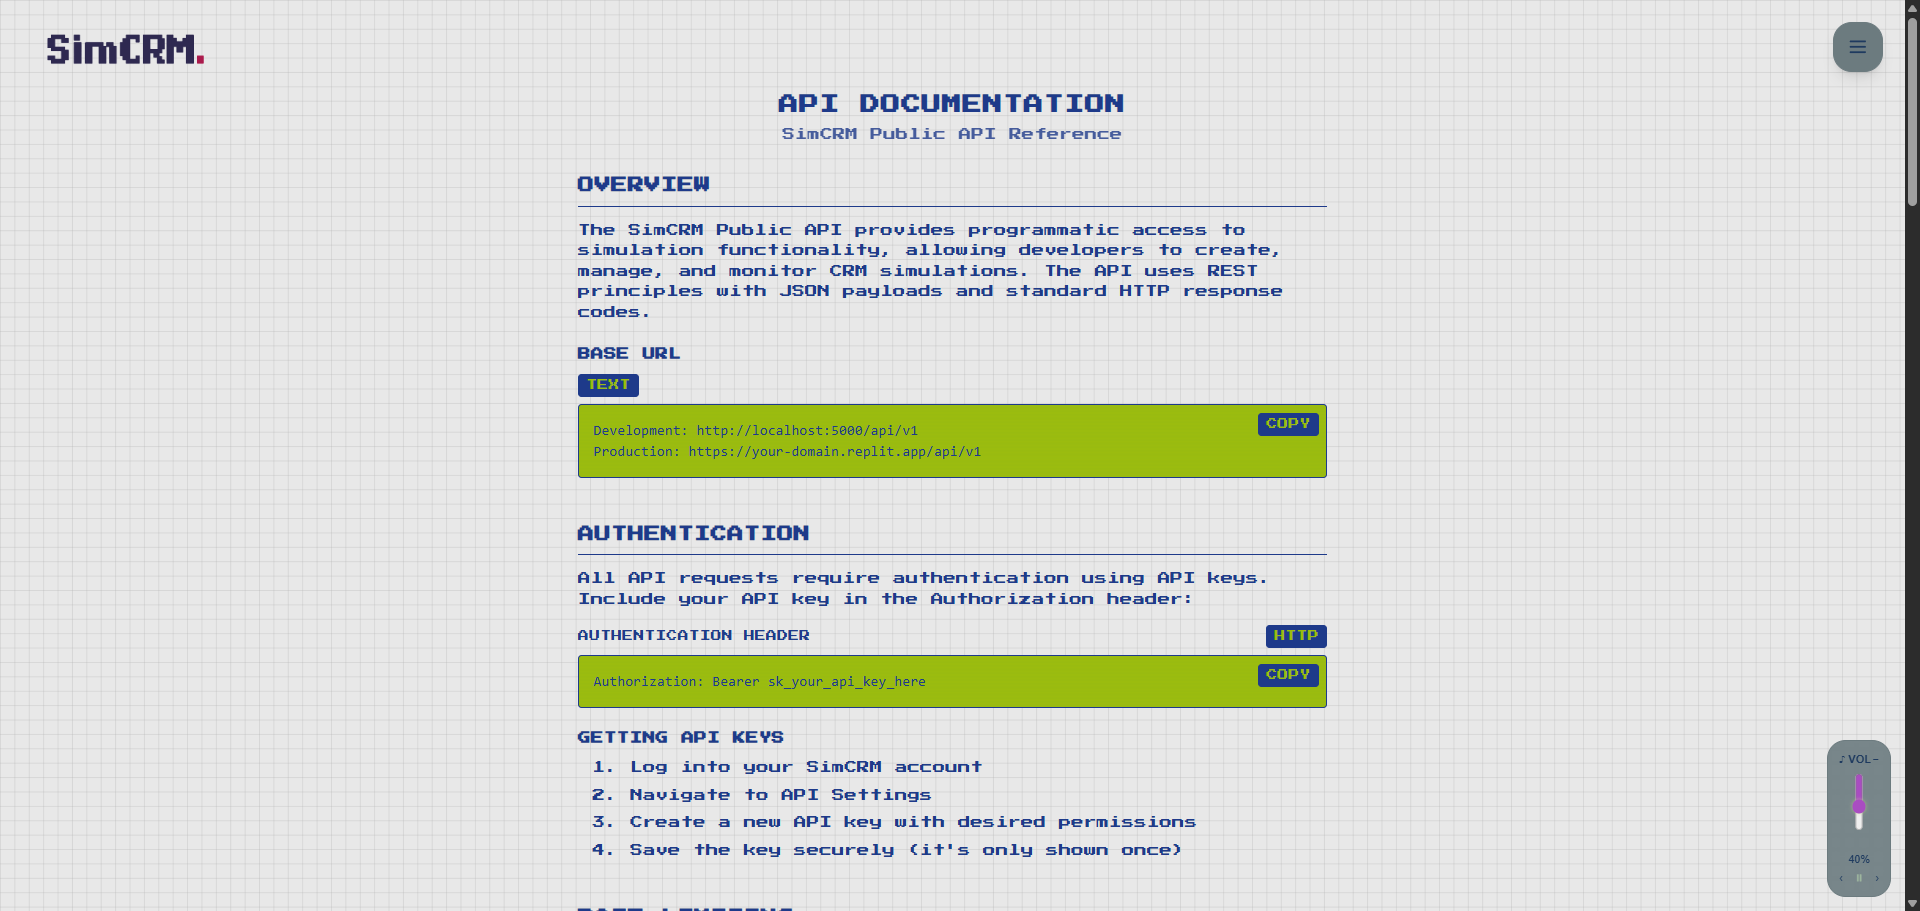 SimCRM.
API DOCUMENTATION
SimCRM Public API Reference
OVERVIEW
The SimCRM Public API provides programmatic access to
simulation functionality, allowing developers to create,
manage, and monitor CRM simulations. The API uses REST
principles with JSON payloads and standard HTTP response
codes.
BASE URL
TEXT
COPY
Development: http://localhost:5000/api/v1
Production: https://your-domain.replit.app/api/v1
AUTHENTICATION
All API requests require authentication using API keys.
Include your API key in the Authorization header:
AUTHENTICATION HEADER
HTTP
COPY
Authorization: Bearer sk_your_api_key_here
GETTING API KEYS
1. Log into your SimCRM account
2. Navigate to API Settings
3. Create a new API key with desired permissions
4. Save the key securely (it's only shown once)
♪ VOL −
40%
‹ ⏸ ›